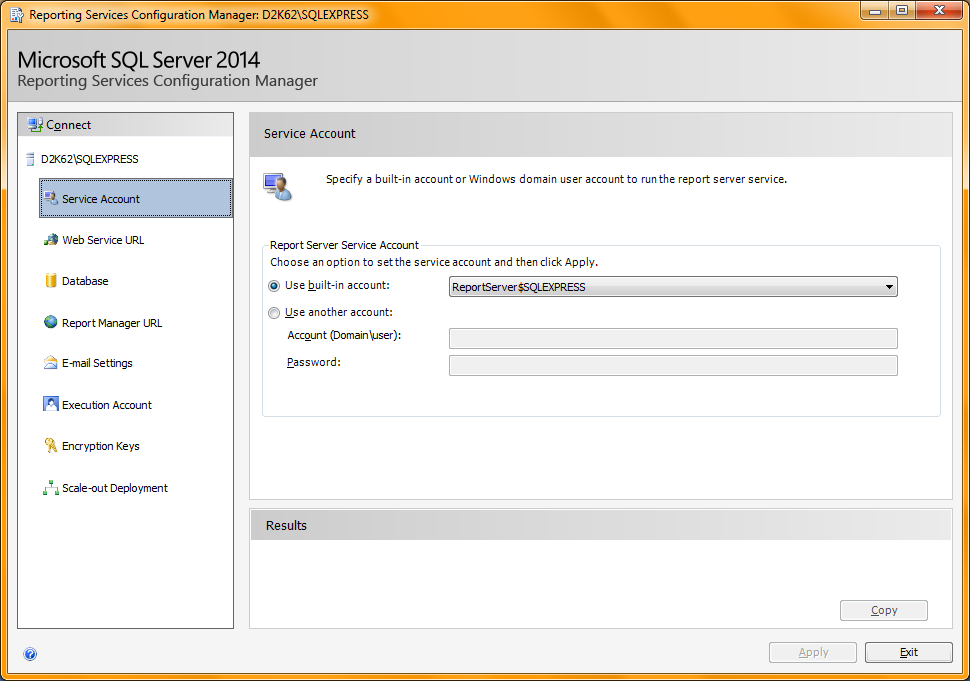 Reporting Services Configuration Manager: D2K62\SQLEXPRESS
Microsoft SQL Server 2014
Reporting Services Configuration Manager
Connect
D2K62\SQLEXPRESS
Service Account
Web Service URL
Database
Report Manager URL
E-mail Settings
Execution Account
Encryption Keys
Scale-out Deployment
Service Account
Specify a built-in account or Windows domain user account to run the report server service.
Report Server Service Account
Choose an option to set the service account and then click Apply.
Use built-in account: ReportServer$SQLEXPRESS
Use another account:
Account (Domain\user):
Password:
Results
Copy
Apply Exit